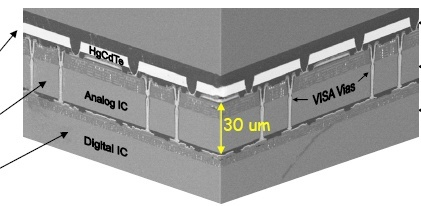 HgCdTe
Analog IC
30 um
VISA Vias
Digital IC